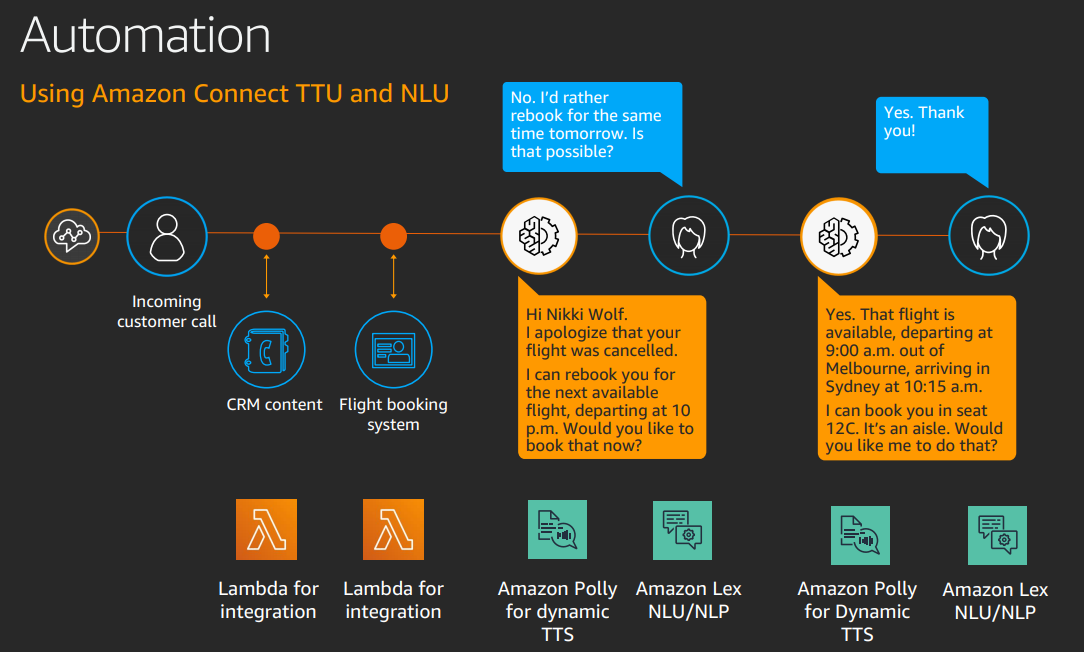 Automation
Using Amazon Connect TTU and NLU
No. I'd rather
rebook for the same
time tomorrow. Is
that possible?
Yes. Thank
you!
Incoming
customer call
CRM content
Flight booking
system
Hi Nikki Wolf.
I apologize that your
flight was cancelled.
I can rebook you for
the next available
flight, departing at 10
p.m. Would you like to
book that now?
Yes. That flight is
available, departing at
9:00 a.m. out of
Melbourne, arriving in
Sydney at 10:15 a.m.
I can book you in seat
12C. It's an aisle. Would
you like me to do that?
Lambda for
integration
Lambda for
integration
Amazon Polly
for dynamic
TTS
Amazon Lex
NLU/NLP
Amazon Polly
for Dynamic
TTS
Amazon Lex
NLU/NLP